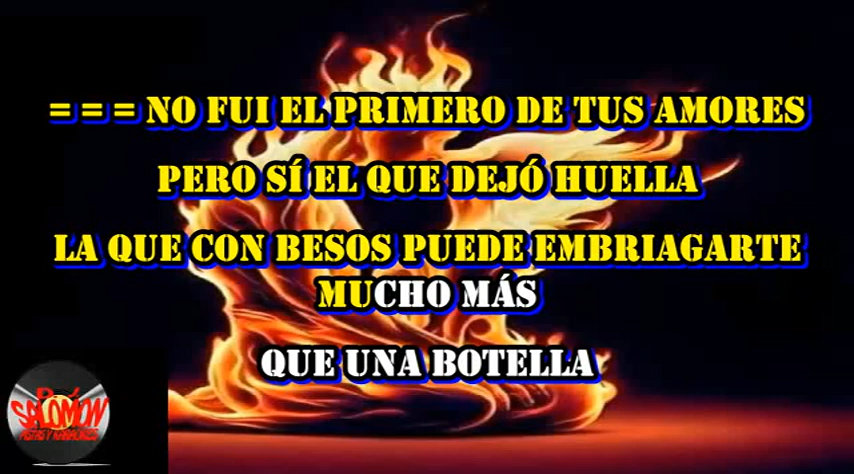 = = = NO FUI EL PRIMERO DE TUS AMORES
PERO SÍ EL QUE DEJÓ HUELLA
LA QUE CON BESOS PUEDE EMBRIAGARTE
MUCHO MÁS
QUE UNA BOTELLA
SALOMON